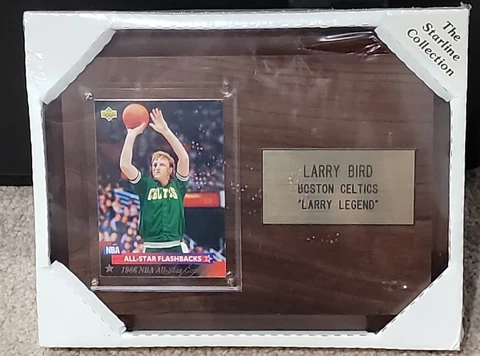 The
Starline
Collection
CELTICS
NBA
ALL-STAR FLASHBACKS
1986 NBA All-Star Game
LARRY BIRD
BOSTON CELTICS
"LARRY LEGEND"